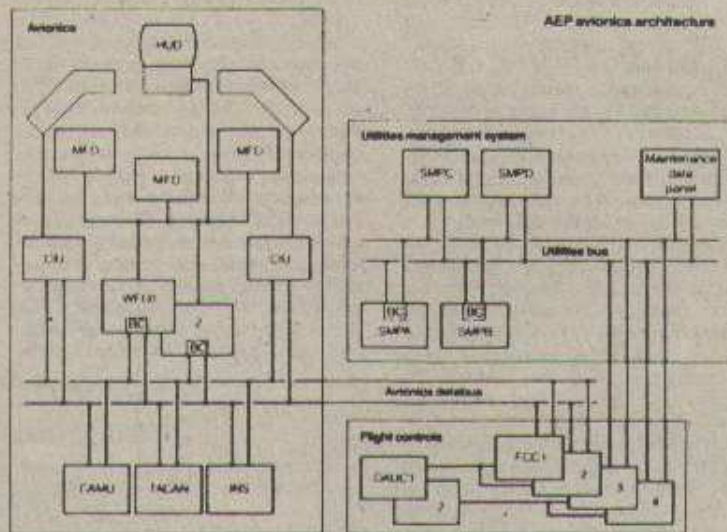 Avionics
AEP avionics architecture
HUD
MFD
MFD
MFD
CIU
CIU
WFG1
2
BC
BC
Avionics databus
CAMU
TACAN
INS
Utilities management system
SMPC
SMPD
Maintenance
data
panel
Utilities bus
BC
SMPA
BC
SMPB
Flight controls
FCC1
2
3
4
2